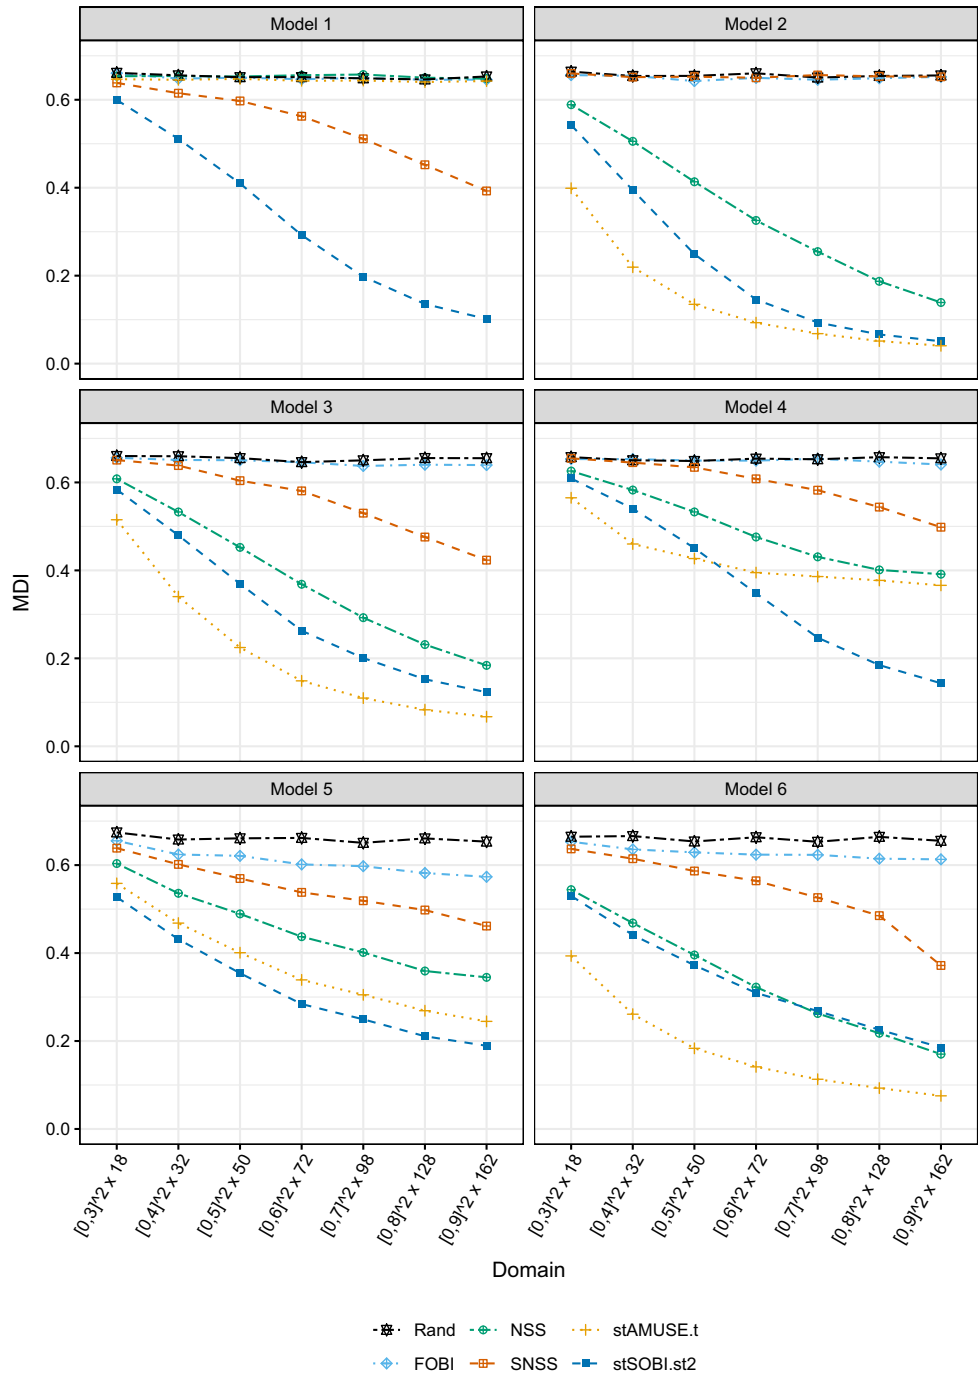 Model 1
Model 2
0.6
0.4
0.2
0.0
Model 3
Model 4
0.6
0.4
0.2
0.0
MDI
Model 5
Model 6
0.6
0.4
0.2
0.0
[0,3]^2 x 18
[0,4]^2 x 32
[0,5]^2 x 50
[0,6]^2 x 72
[0,7]^2 x 98
[0,8]^2 x 128
[0,9]^2 x 162
[0,3]^2 x 18
[0,4]^2 x 32
[0,5]^2 x 50
[0,6]^2 x 72
[0,7]^2 x 98
[0,8]^2 x 128
[0,9]^2 x 162
Domain
Rand NSS stAMUSE.t
FOBI SNSS stSOBI.st2